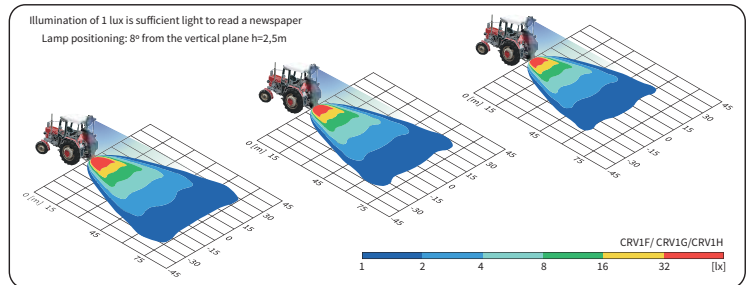 Illumination of 1 lux is sufficient light to read a newspaper
Lamp positioning: 8º from the vertical plane h=2,5m
0 [m] 15 45 75 -45 -30 -15 0 15 30 45
0 [m] 45 75 -45 -30 -15 0 15 30 45
0 [m] 15 45 75 -45 -30 -15 0 15 30 45
CRV1F/ CRV1G/CRV1H
1 2 4 8 16 32 [lx]